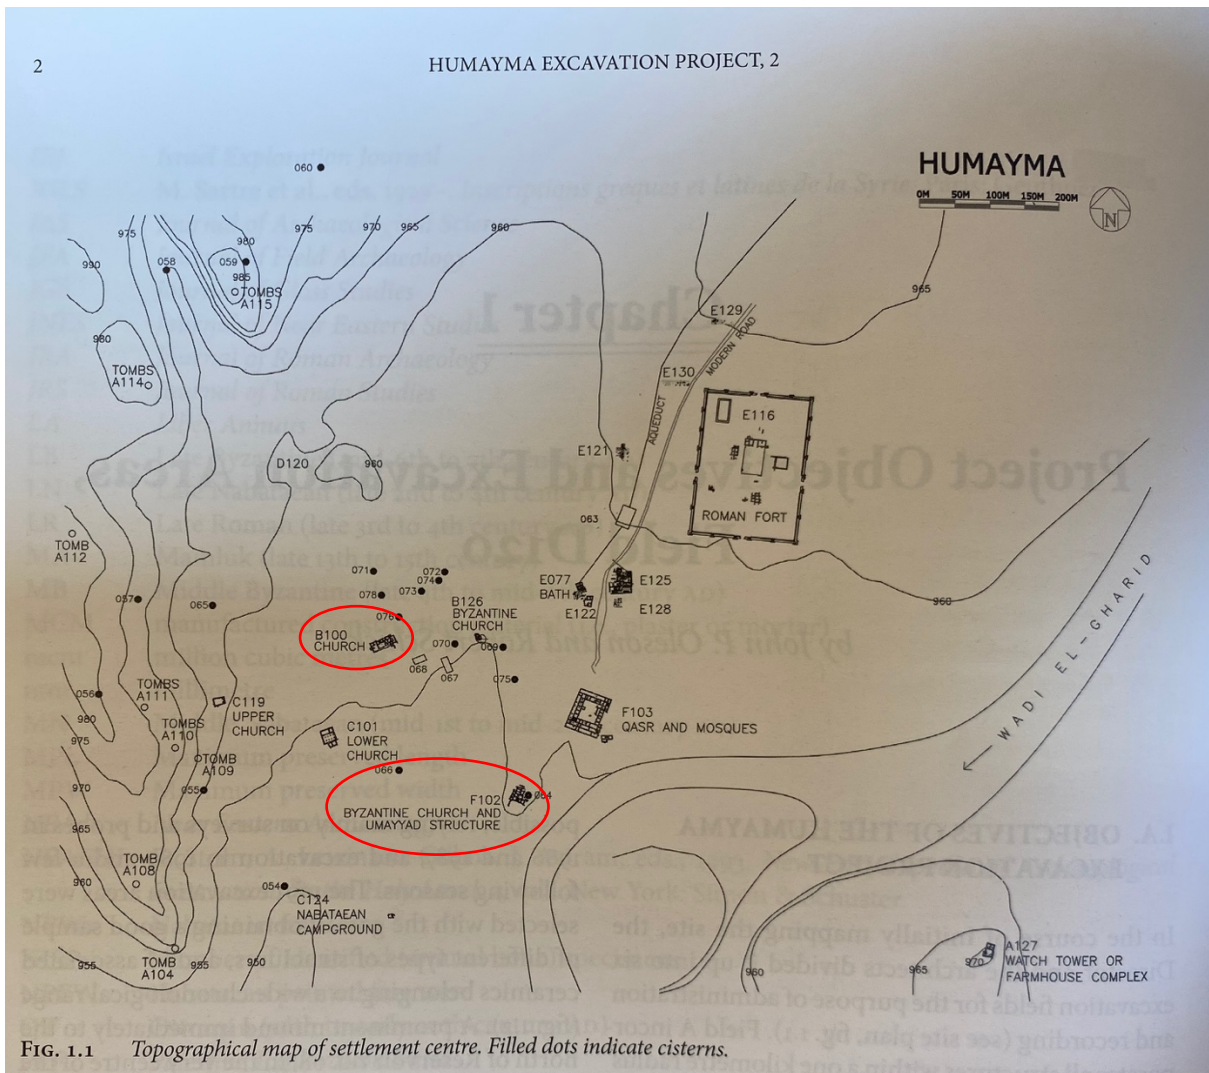 2
HUMAYMA EXCAVATION PROJECT, 2
HUMAYMA
0M 50M 100M 150M 200M
N
060
975
980
975
970
965
960
990
058
059
985
TOMBS
A115
965
980
TOMBS
A114
E129
MODERN ROAD
E130
AQUEDUCT
E116
E121
D120
960
063
ROMAN FORT
TOMB
A112
071
072
074
057
065
078
073
E077
BATH
E125
E122
E128
960
WADI EL-GHARID
076
B126
BYZANTINE
CHURCH
B100
CHURCH
070
069
068
067
075
056
TOMBS
A111
C119
UPPER
CHURCH
980
975
TOMBS
A110
C101
LOWER
CHURCH
F103
QASR AND MOSQUES
TOMB
A109
066
970
055
F102
064
BYZANTINE CHURCH AND
UMAYYAD STRUCTURE
965
TOMB
A108
960
054
C124
NABATAEAN
CAMPGROUND
A127
WATCH TOWER OR
FARMHOUSE COMPLEX
970
955
TOMB
A104
955
950
960
965
FIG. 1.1 Topographical map of settlement centre. Filled dots indicate cisterns.